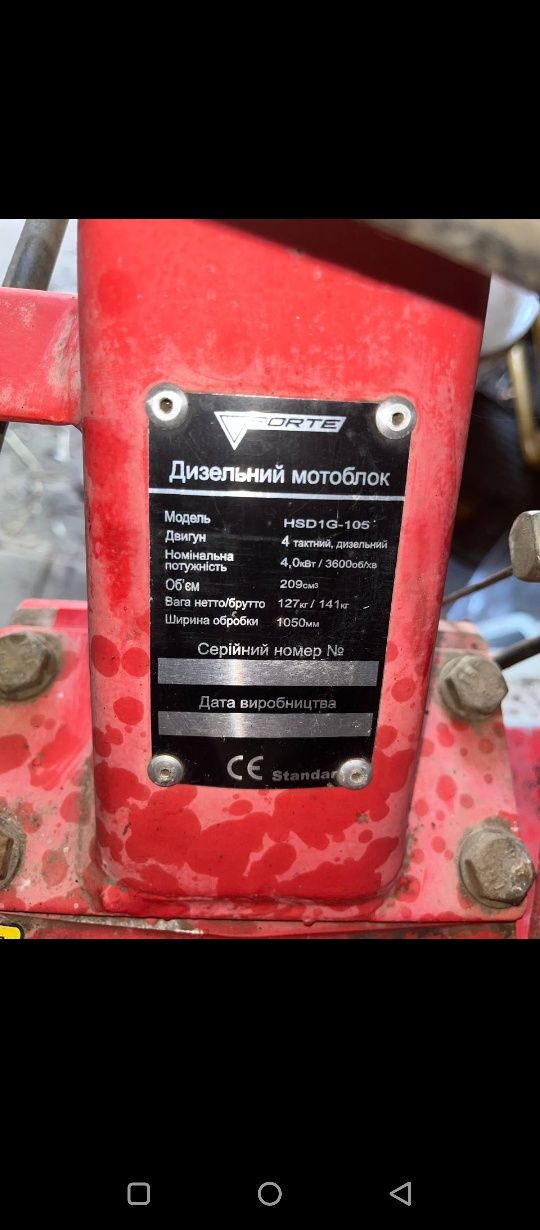 FORTE
Дизельний мотоблок
Модель HSD1G-105
Двигун 4 тактний, дизельний
Номінальна потужність 4,0кВт / 3600об/хв
Об'єм 209см³
Вага нетто/брутто 127кг / 141кг
Ширина обробки 1050мм
Серійний номер №
Дата виробництва
CE